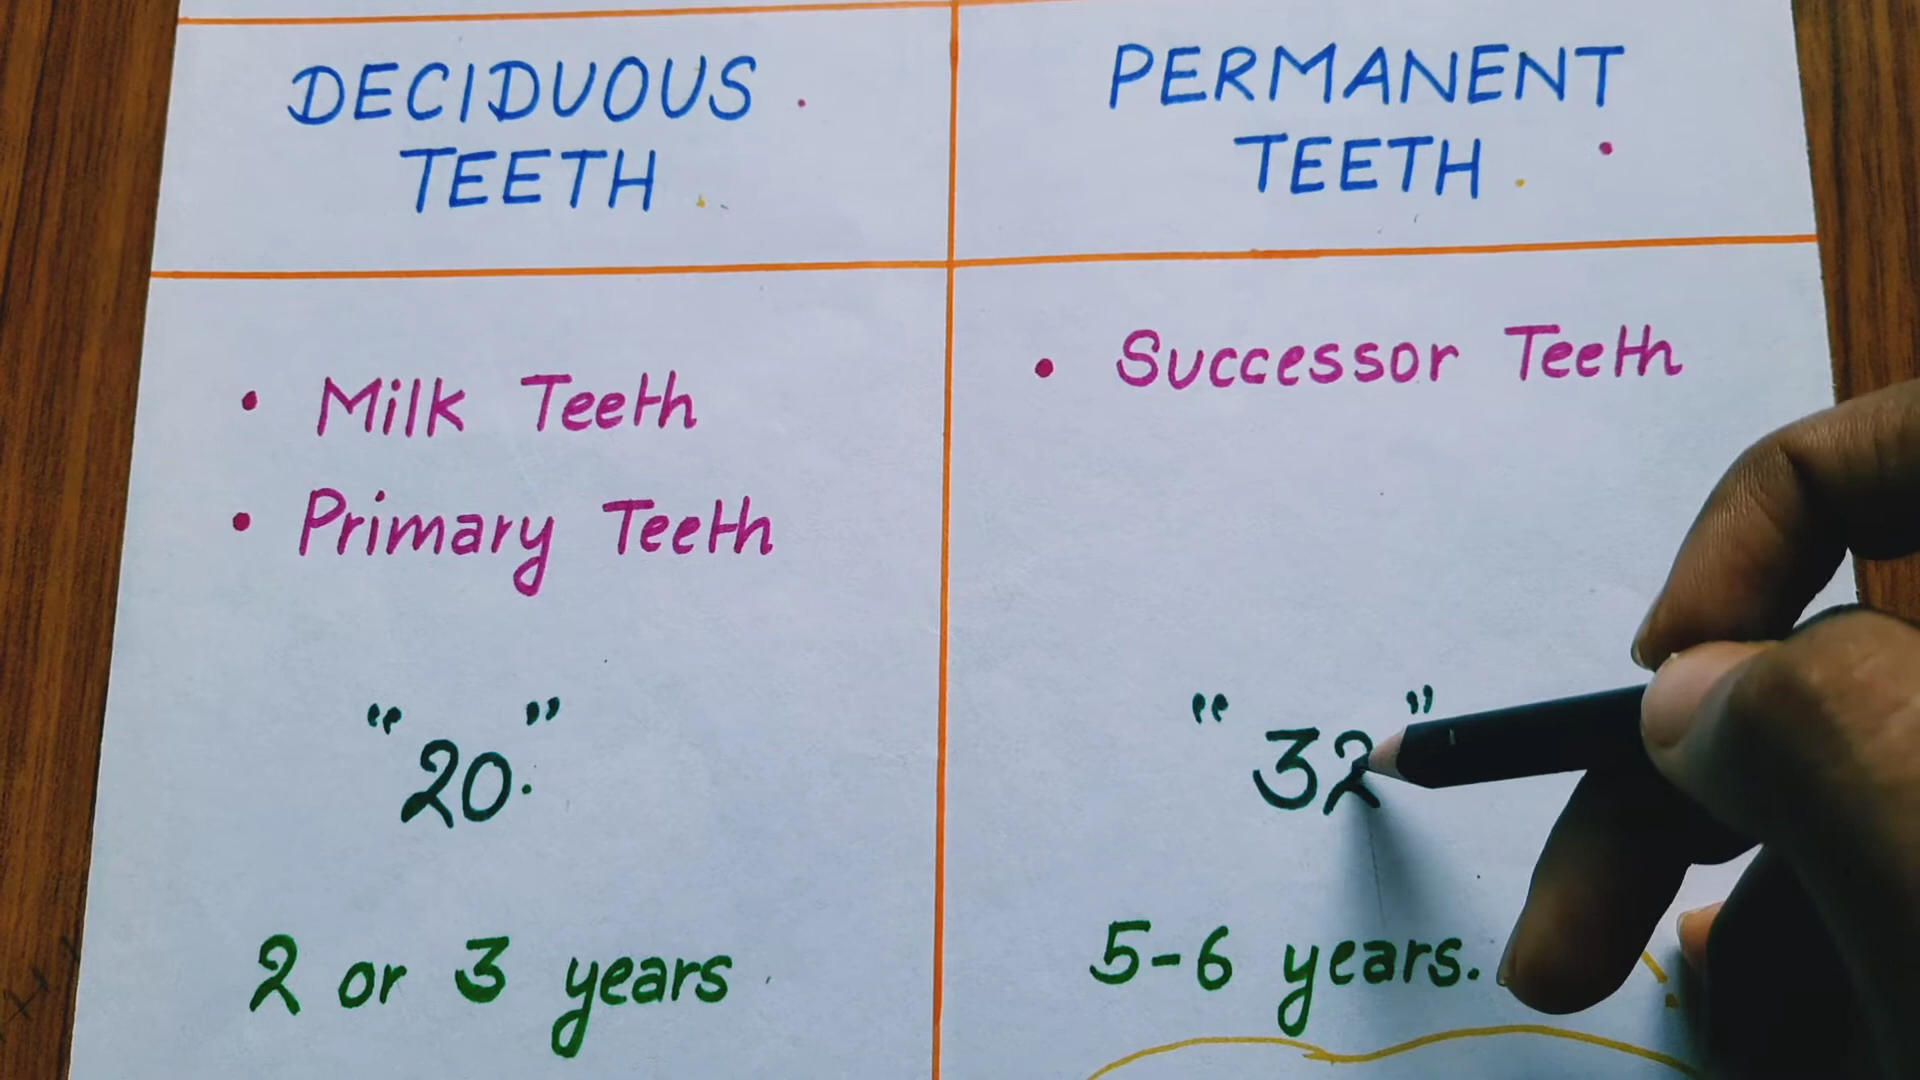 DECIDUOUS
TEETH
• Milk Teeth
• Primary Teeth
“20.”
2 or 3 years
PERMANENT
TEETH
• Successor Teeth
“32”
5-6 years.